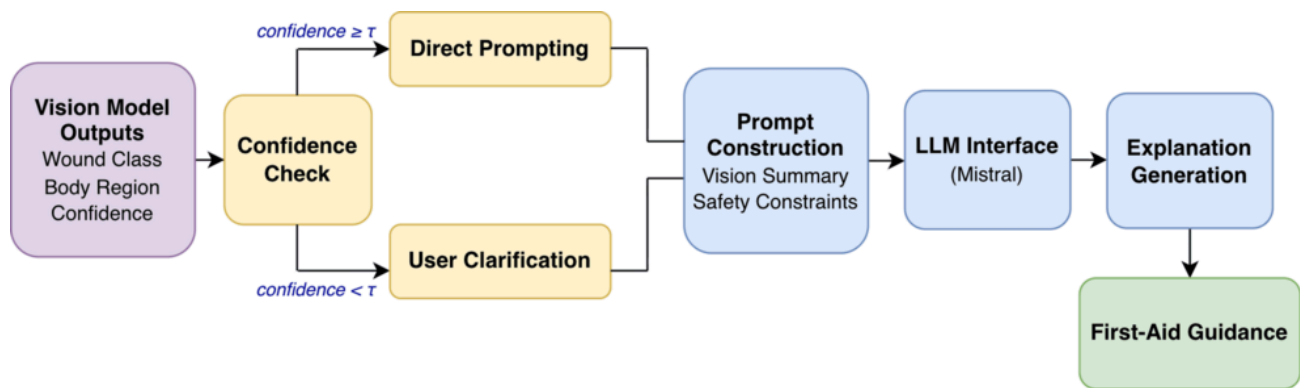 Vision Model
Outputs
Wound Class
Body Region
Confidence
Confidence
Check
confidence ≥ τ
Direct Prompting
confidence < τ
User Clarification
Prompt
Construction
Vision Summary
Safety Constraints
LLM Interface
(Mistral)
Explanation
Generation
First-Aid Guidance